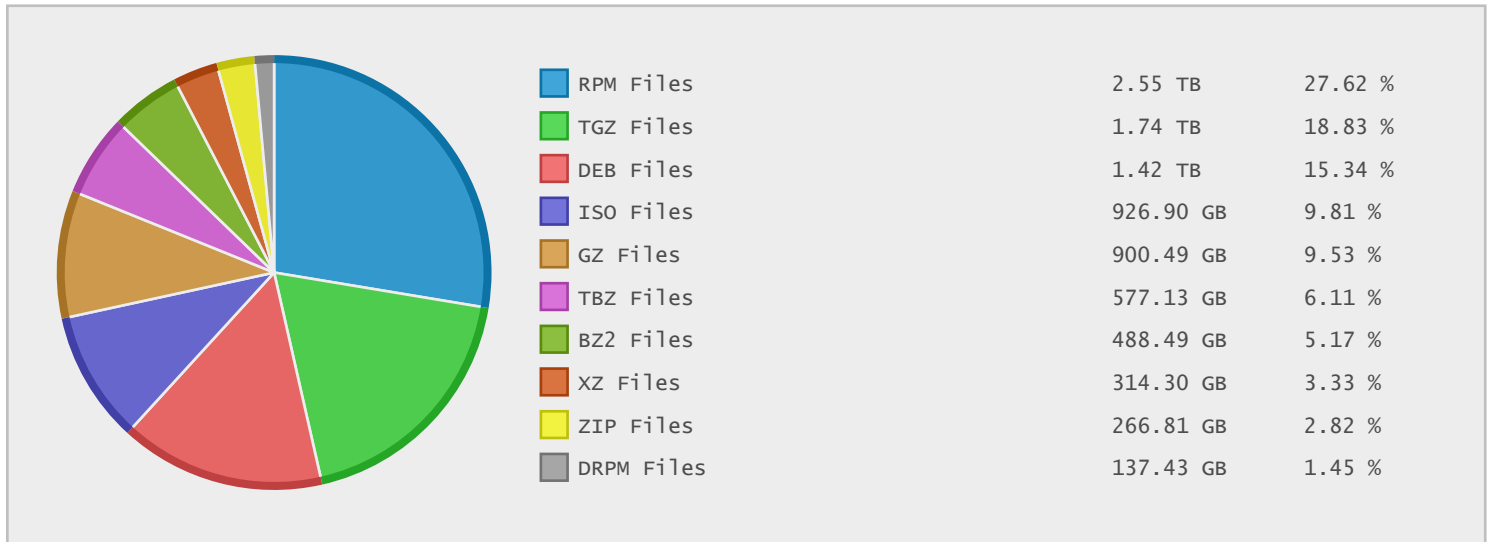 RPM Files 2.55 TB 27.62 %
TGZ Files 1.74 TB 18.83 %
DEB Files 1.42 TB 15.34 %
ISO Files 926.90 GB 9.81 %
GZ Files 900.49 GB 9.53 %
TBZ Files 577.13 GB 6.11 %
BZ2 Files 488.49 GB 5.17 %
XZ Files 314.30 GB 3.33 %
ZIP Files 266.81 GB 2.82 %
DRPM Files 137.43 GB 1.45 %